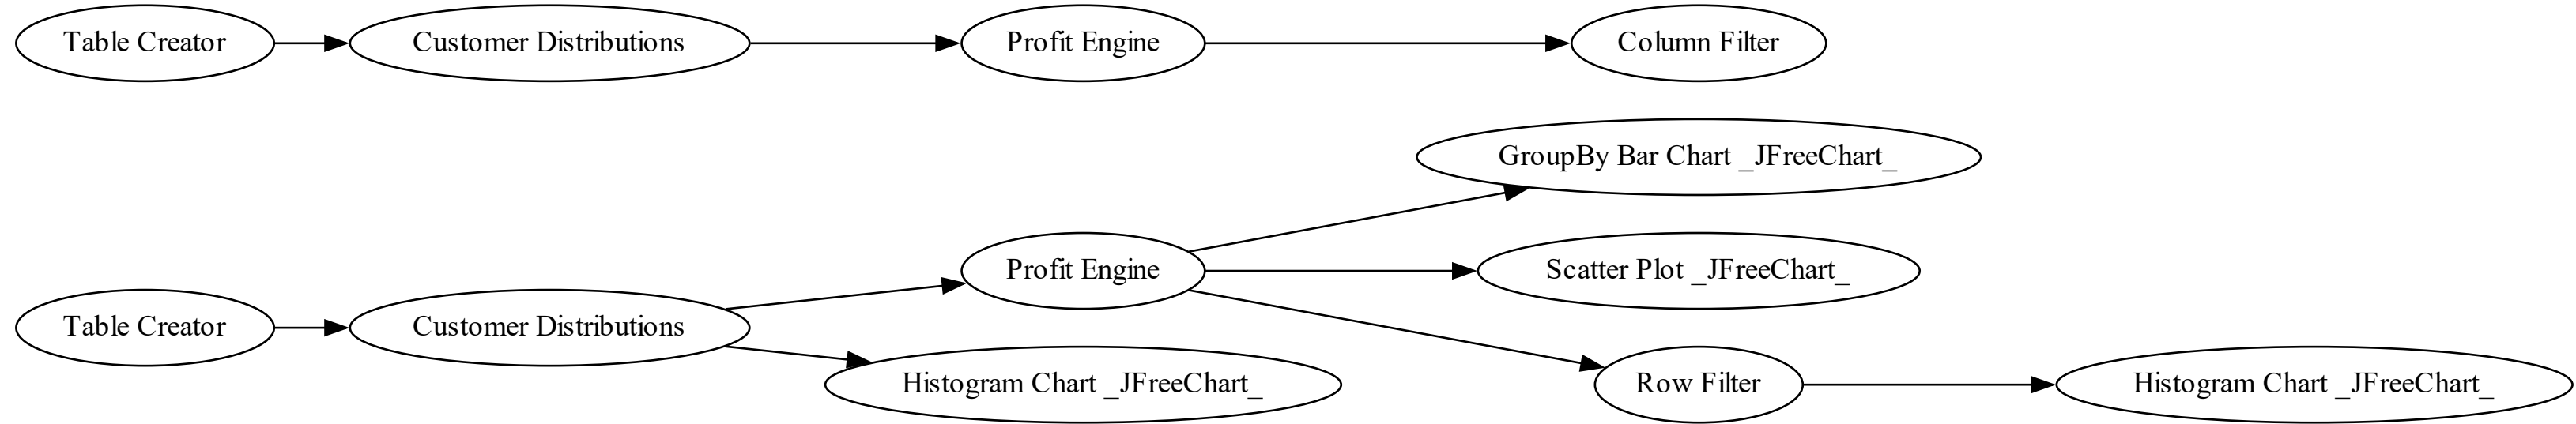 Table Creator
Customer Distributions
Profit Engine
Column Filter
GroupBy Bar Chart _JFreeChart_
Profit Engine
Scatter Plot _JFreeChart_
Table Creator
Customer Distributions
Histogram Chart _JFreeChart_
Row Filter
Histogram Chart _JFreeChart_